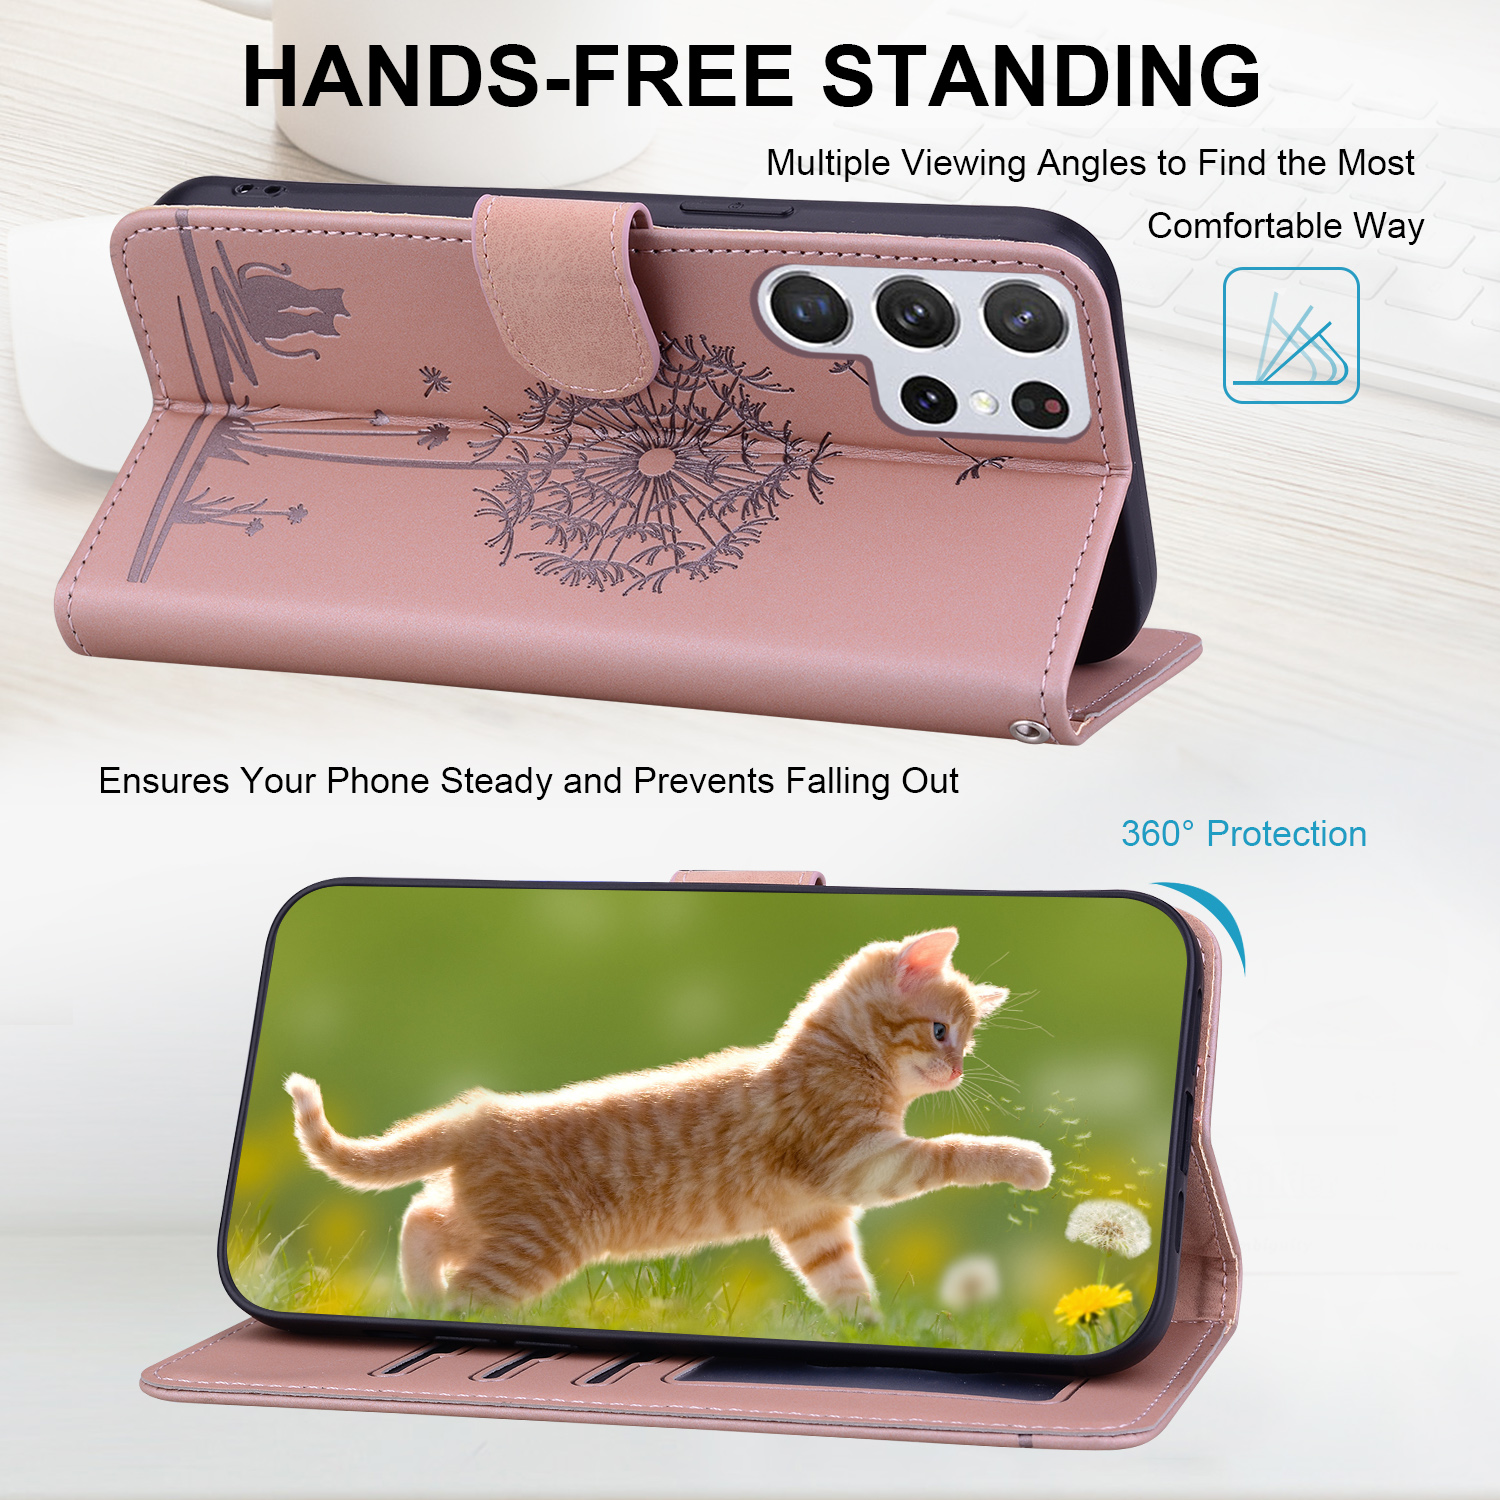 HANDS-FREE STANDING
Multiple Viewing Angles to Find the Most
Comfortable Way
Ensures Your Phone Steady and Prevents Falling Out
360° Protection